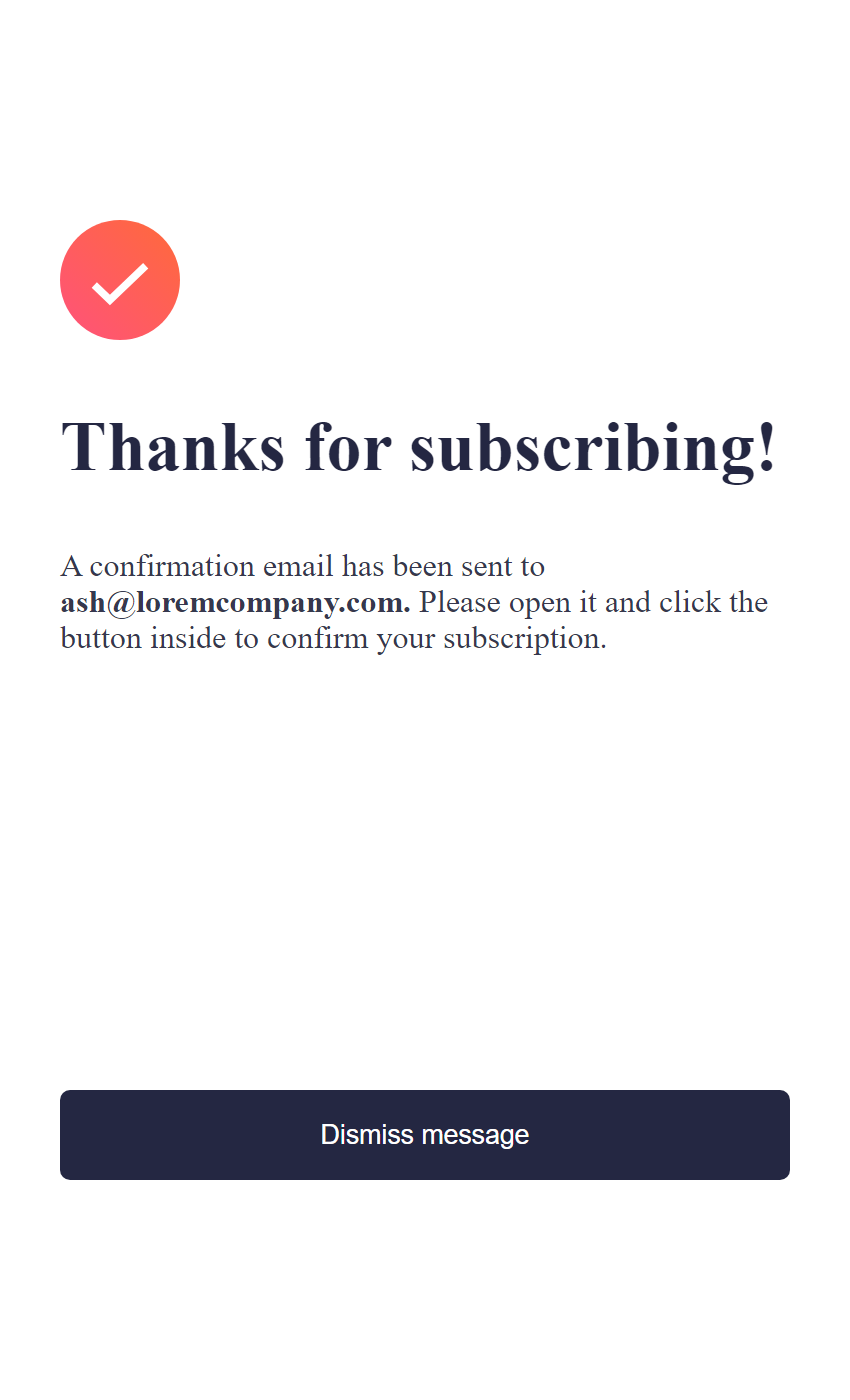 Thanks for subscribing!
A confirmation email has been sent to
ash@loremcompany.com. Please open it and click the
button inside to confirm your subscription.
Dismiss message